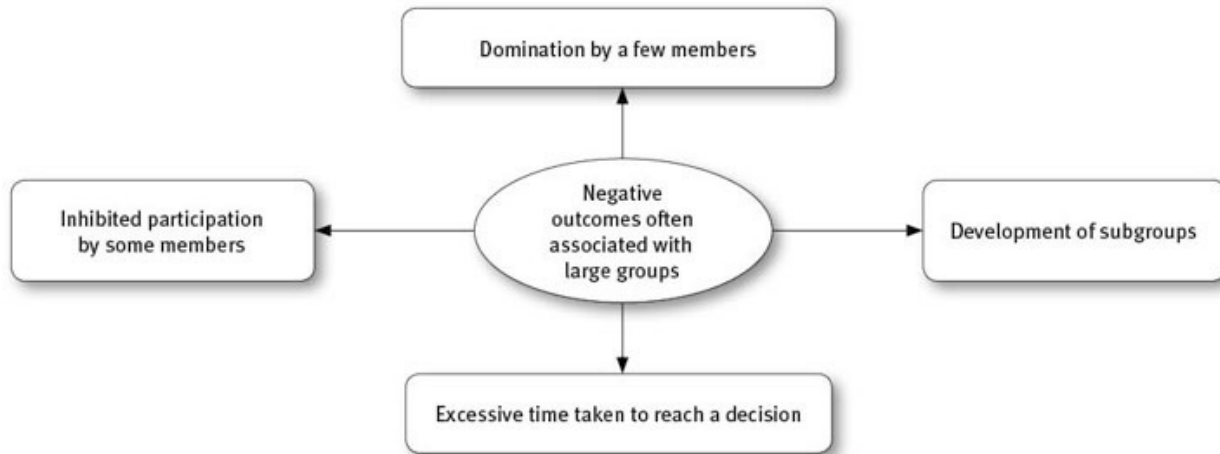 Domination by a few members
Inhibited participation
by some members
Negative
outcomes often
associated with
large groups
Development of subgroups
Excessive time taken to reach a decision